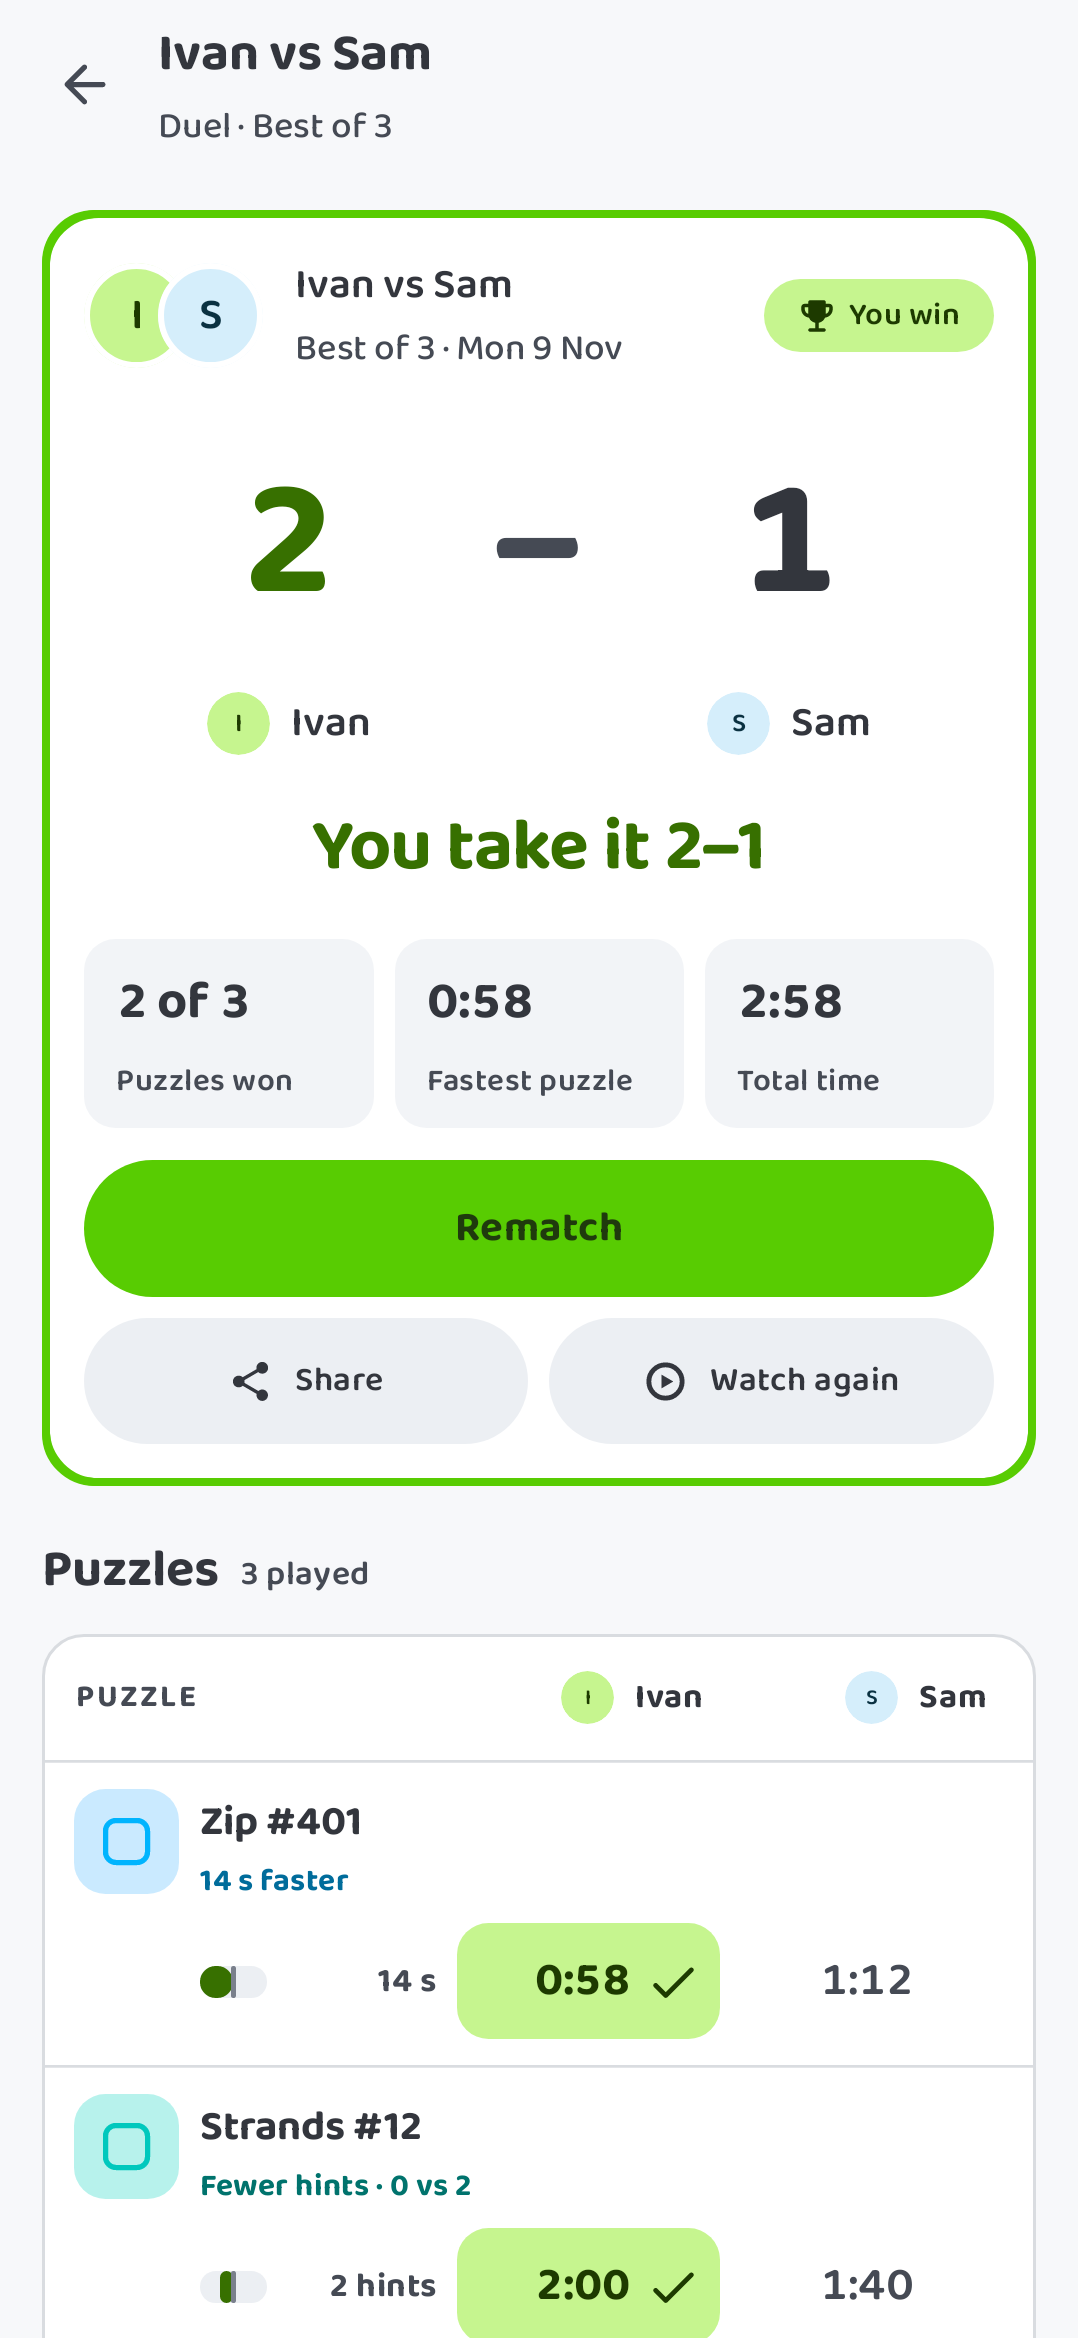 Ivan vs Sam
Duel · Best of 3
I S Ivan vs Sam
Best of 3 · Mon 9 Nov
You win
2 – 1
I Ivan S Sam
You take it 2–1
2 of 3 0:58 2:58
Puzzles won Fastest puzzle Total time
Rematch
Share Watch again
Puzzles 3 played
PUZZLE I Ivan S Sam
Zip #401
14 s faster
14 s 0:58 1:12
Strands #12
Fewer hints · 0 vs 2
2 hints 2:00 1:40